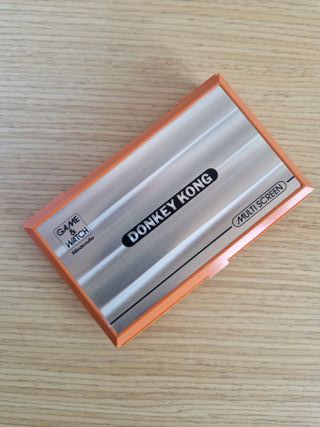 GAME
&
WATCH
Nintendo
DONKEY KONG
MULTI SCREEN